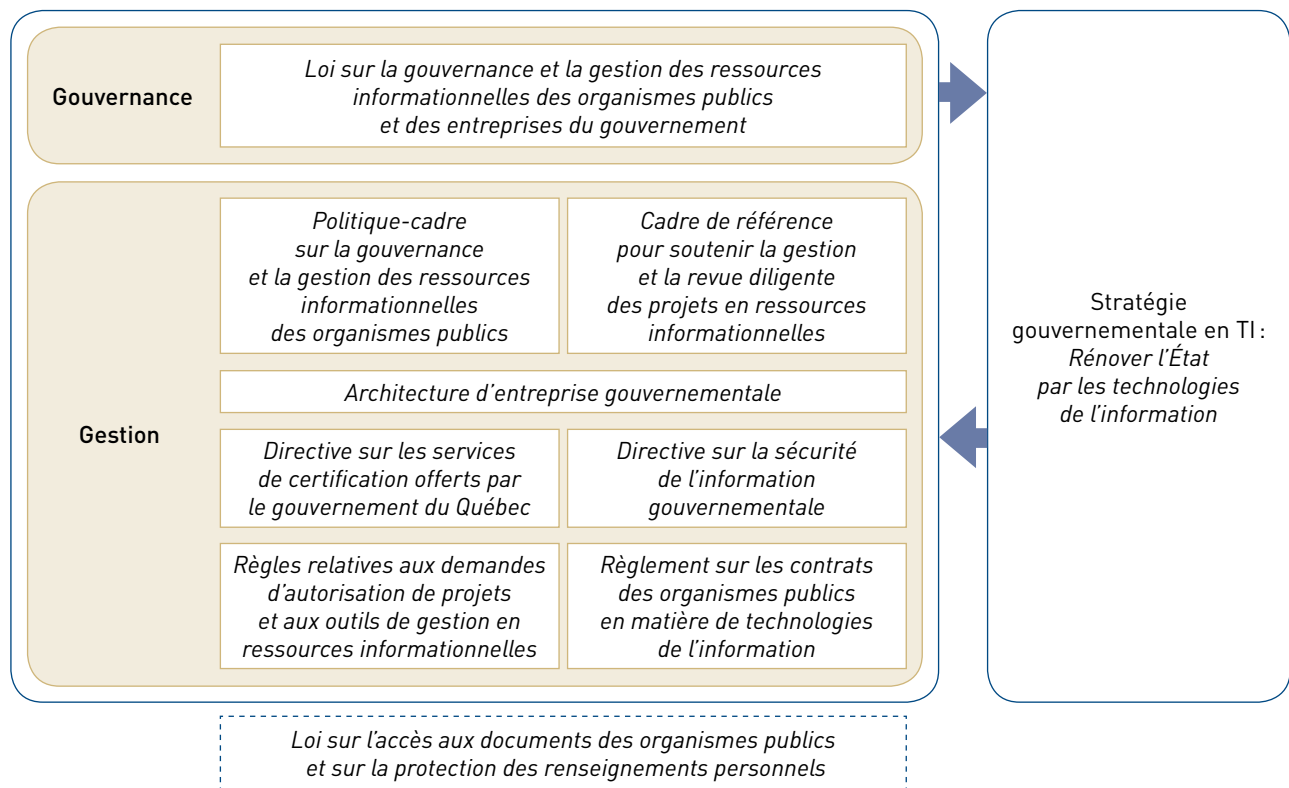 Gouvernance
Loi sur la gouvernance et la gestion des ressources
informationnelles des organismes publics
et des entreprises du gouvernement
Gestion
Politique-cadre
sur la gouvernance
et la gestion des ressources
informationnelles
des organismes publics
Cadre de référence
pour soutenir la gestion
et la revue diligente
des projets en ressources
informationnelles
Architecture d’entreprise gouvernementale
Directive sur les services
de certification offerts par
le gouvernement du Québec
Directive sur la sécurité
de l’information
gouvernementale
Règles relatives aux demandes
d’autorisation de projets
et aux outils de gestion en
ressources informationnelles
Règlement sur les contrats
des organismes publics
en matière de technologies
de l’information
Stratégie
gouvernementale en TI :
Rénover l’État
par les technologies
de l’information
Loi sur l’accès aux documents des organismes publics
et sur la protection des renseignements personnels